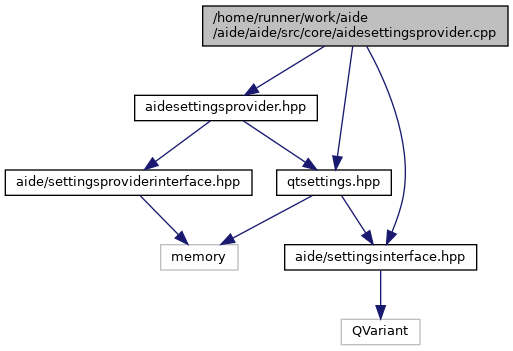 /home/runner/work/aide
/aide/aide/src/core/aidesettingsprovider.cpp
aidesettingsprovider.hpp
aide/settingsproviderinterface.hpp
qtsettings.hpp
memory
aide/settingsinterface.hpp
QVariant